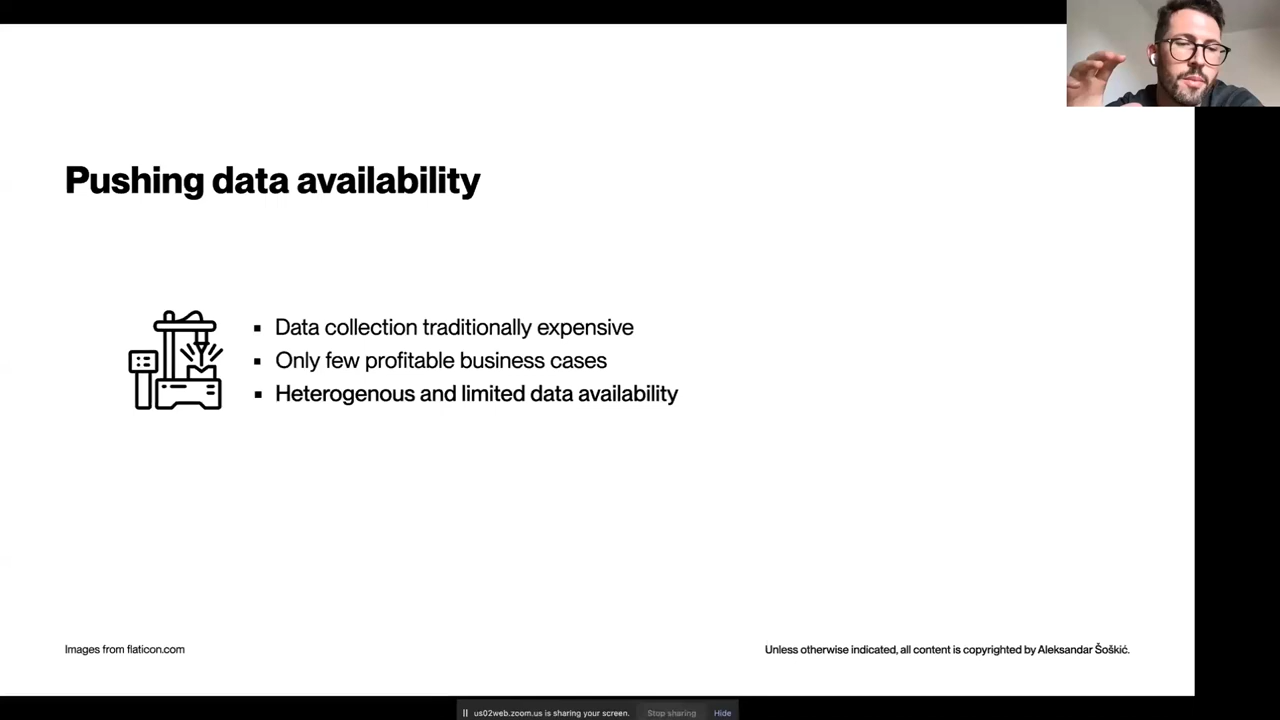 Pushing data availability
▪ Data collection traditionally expensive
▪ Only few profitable business cases
▪ Heterogenous and limited data availability
Images from flaticon.com
Unless otherwise indicated, all content is copyrighted by Aleksandar Šoškić.
us02web.zoom.us is sharing your screen. Stop sharing Hide